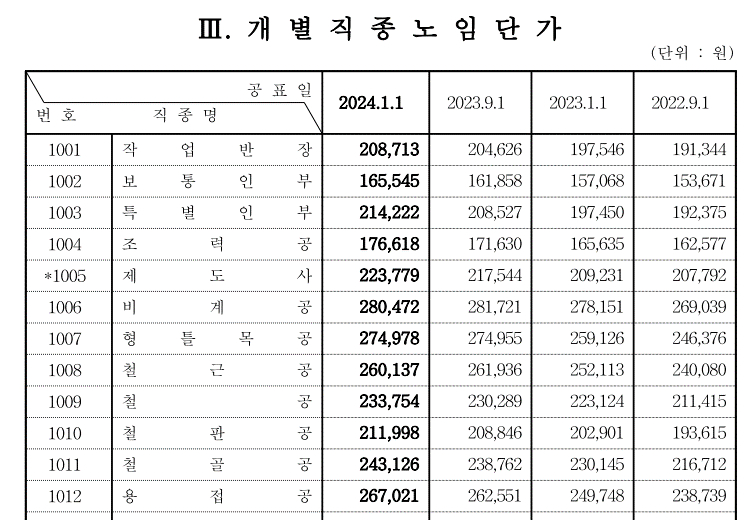 Ⅲ. 개 별 직 종 노 임 단 가
(단위 : 원)
공 표 일
번 호 직 종 명 2024.1.1 2023.9.1 2023.1.1 2022.9.1
1001 작 업 반 장 208,713 204,626 197,546 191,344
1002 보 통 인 부 165,545 161,858 157,068 153,671
1003 특 별 인 부 214,222 208,527 197,450 192,375
1004 조 력 공 176,618 171,630 165,635 162,577
*1005 제 도 사 223,779 217,544 209,231 207,792
1006 비 계 공 280,472 281,721 278,151 269,039
1007 형 틀 목 공 274,978 274,955 259,126 246,376
1008 철 근 공 260,137 261,936 252,113 240,080
1009 철 공 233,754 230,289 223,124 211,415
1010 철 판 공 211,998 208,846 202,901 193,615
1011 철 골 공 243,126 238,762 230,145 216,712
1012 용 접 공 267,021 262,551 249,748 238,739